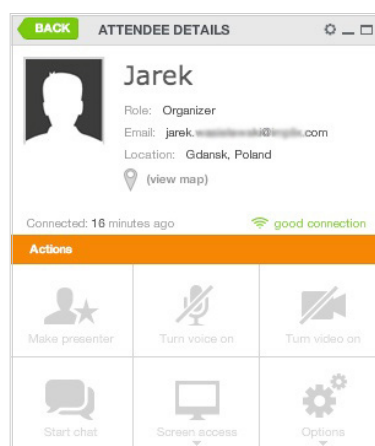 BACK
ATTENDEE DETAILS
Jarek
Role: Organizer
Email: jarek. .com
Location: Gdansk, Poland
(view map)
Connected: 16 minutes ago
good connection
Actions
Make presenter
Turn voice on
Turn video on
Start chat
Screen access
Options